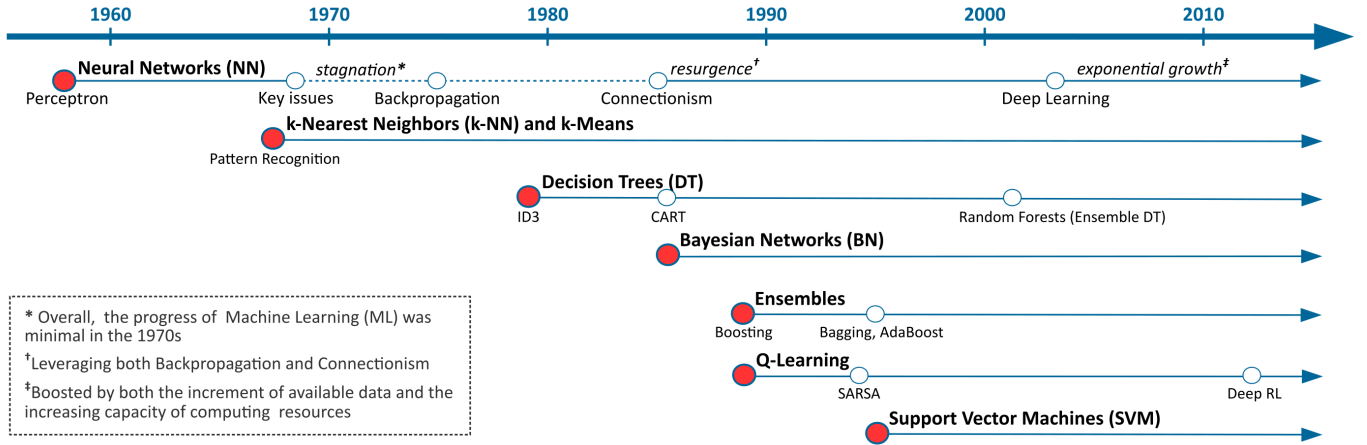 1960 1970 1980 1990 2000 2010
Neural Networks (NN) stagnation* resurgence† exponential growth‡
Perceptron Key issues Backpropagation Connectionism Deep Learning
k-Nearest Neighbors (k-NN) and k-Means
Pattern Recognition
Decision Trees (DT)
ID3 CART Random Forests (Ensemble DT)
Bayesian Networks (BN)
Ensembles
Boosting Bagging, AdaBoost
Q-Learning
SARSA Deep RL
Support Vector Machines (SVM)
* Overall, the progress of Machine Learning (ML) was
minimal in the 1970s
†Leveraging both Backpropagation and Connectionism
‡Boosted by both the increment of available data and the
increasing capacity of computing resources